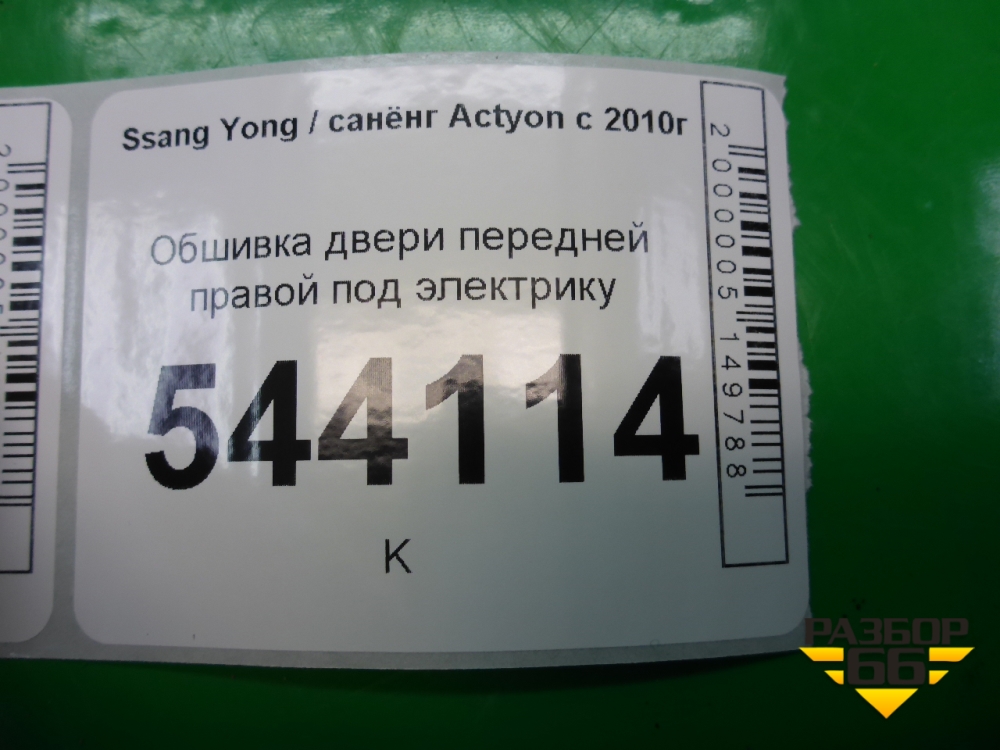 Ssang Yong / санёнг Actyon с 2010г
Обшивка двери передней
правой под электрику
544114
К
2000005149788
РАЗБОР
66